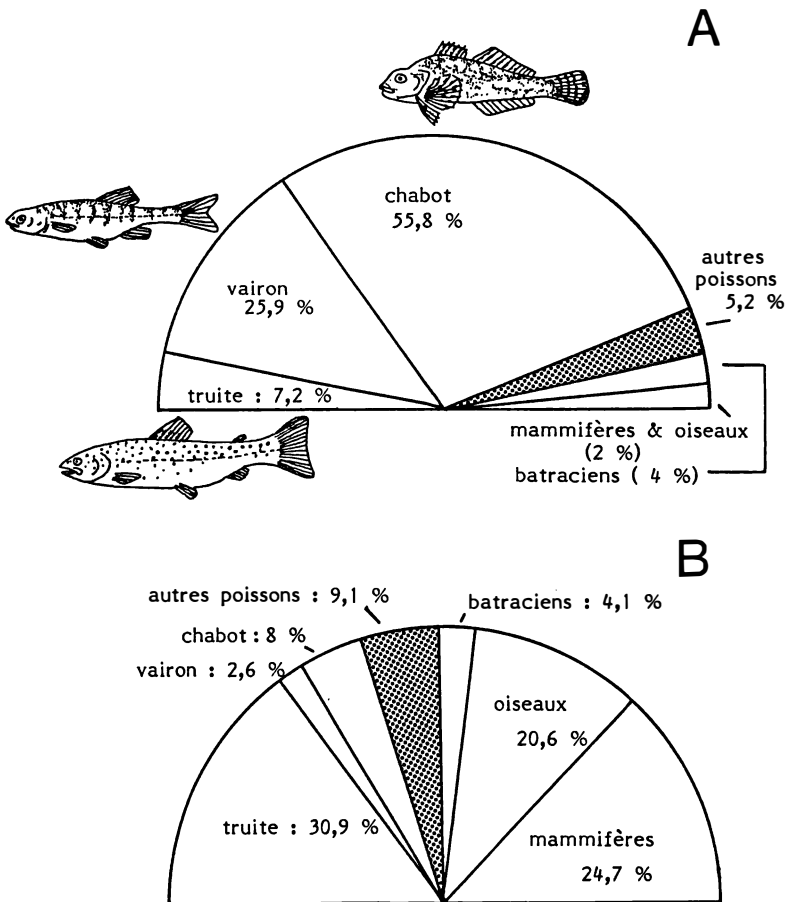 A
chabot
55,8 %
autres
poissons
5,2 %
vairon
25,9 %
truite : 7,2 %
mammifères & oiseaux
(2 %)
batraciens ( 4 %)
B
autres poissons : 9,1 %
batraciens : 4,1 %
chabot : 8 %
vairon : 2,6 %
oiseaux
20,6 %
truite : 30,9 %
mammifères
24,7 %